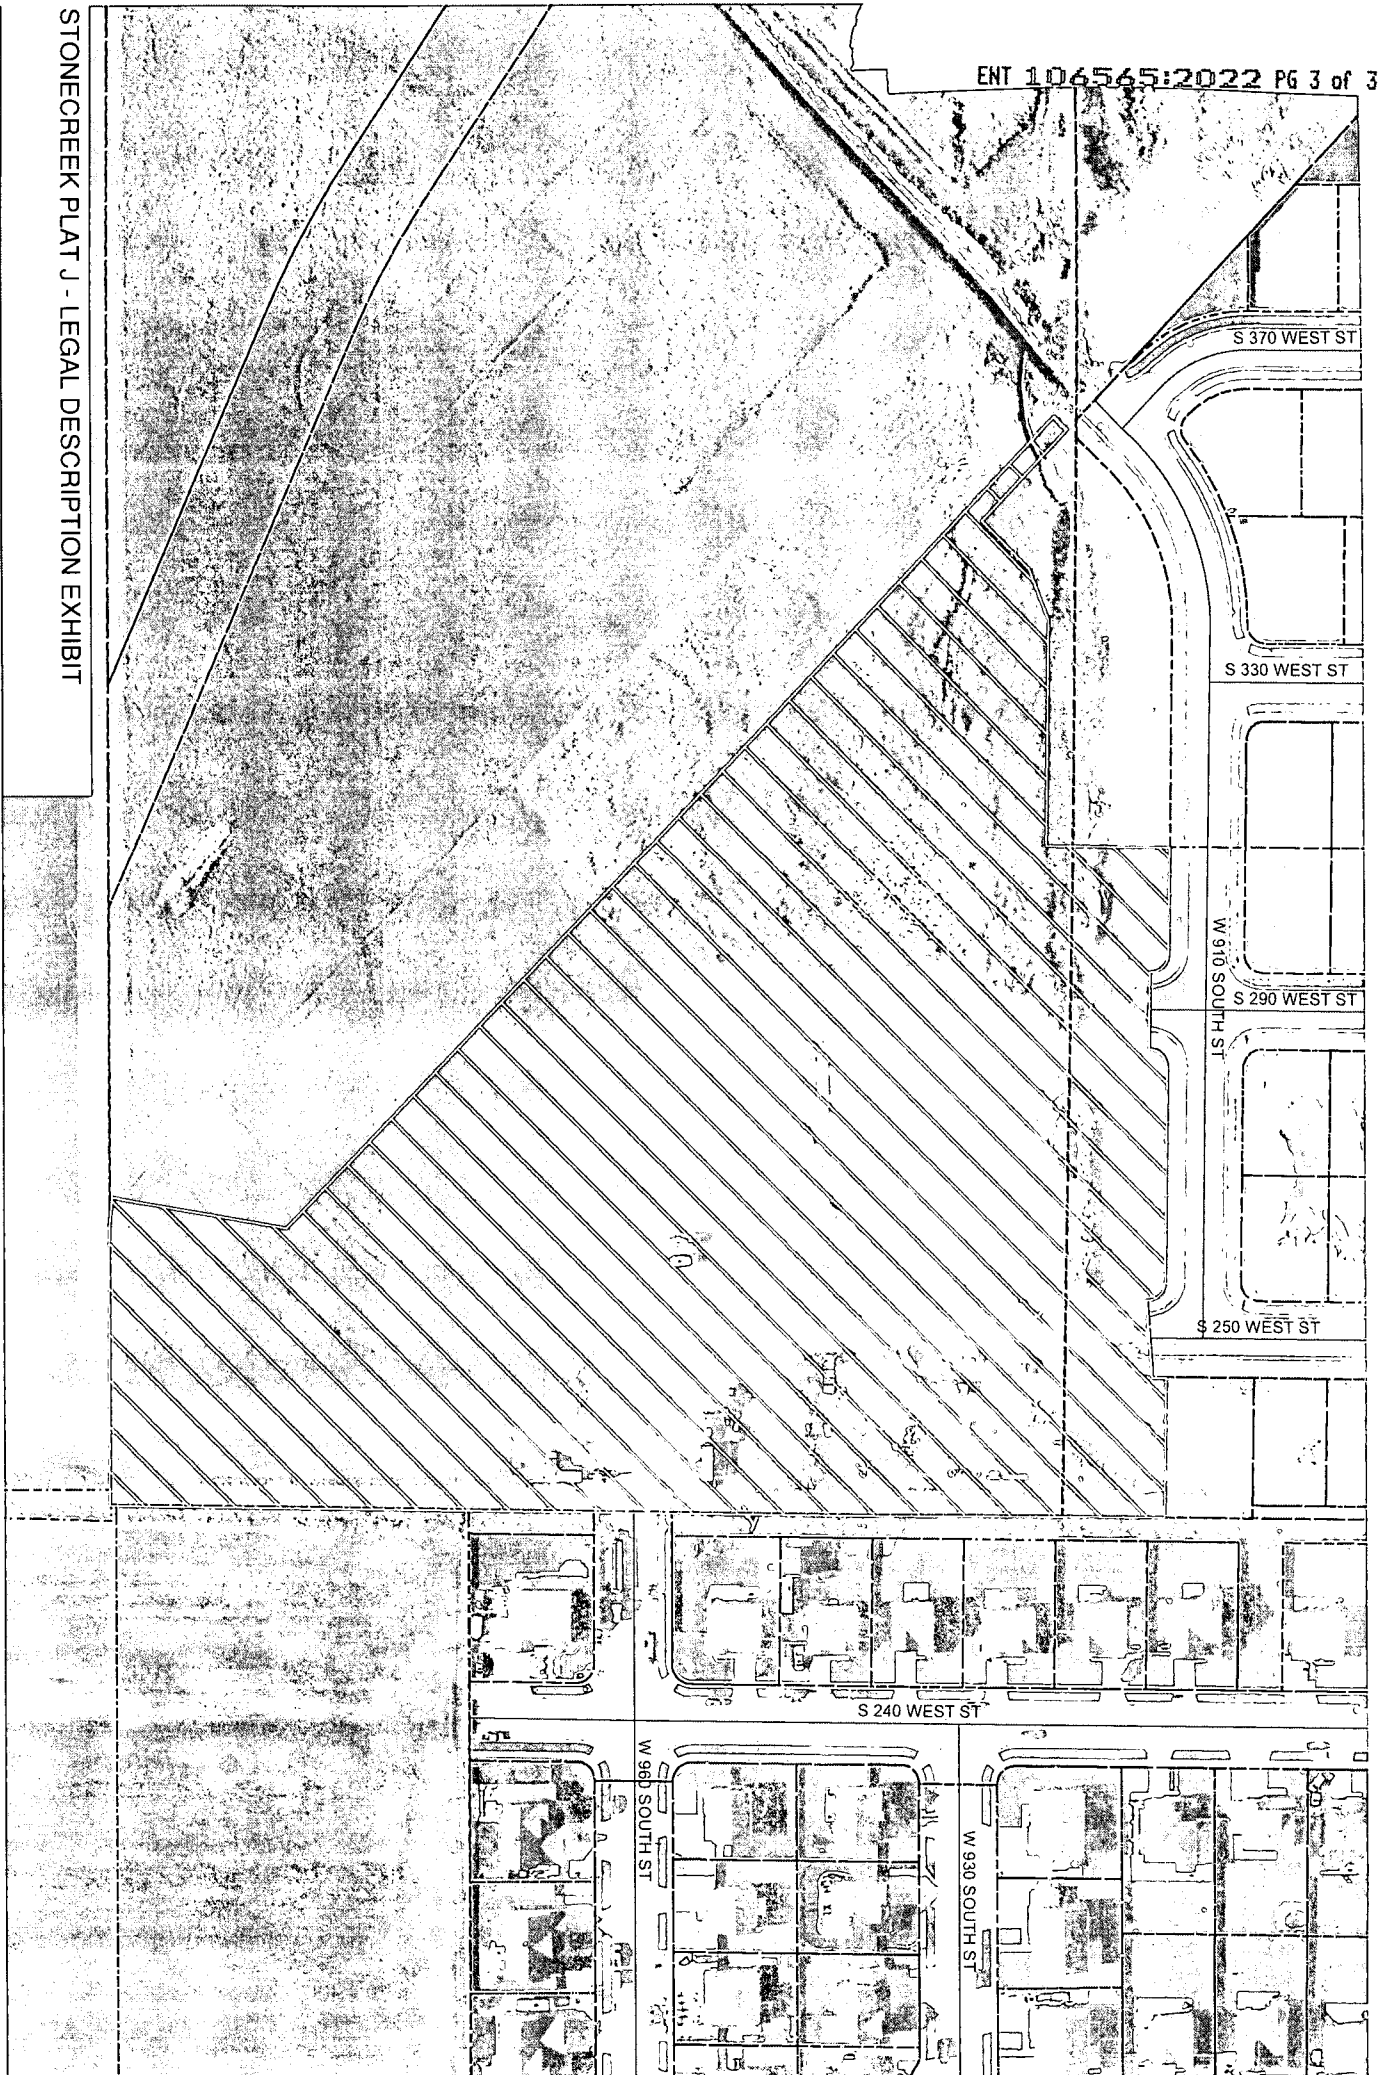 ENT 106565:2022 PG 3 of 3
STONECREEK PLAT J - LEGAL DESCRIPTION EXHIBIT
S 370 WEST ST
S 330 WEST ST
W 910 SOUTH ST
S 290 WEST ST
S 250 WEST ST
S 240 WEST ST
W 960 SOUTH ST
W 930 SOUTH ST